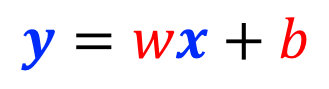 y = wx + b